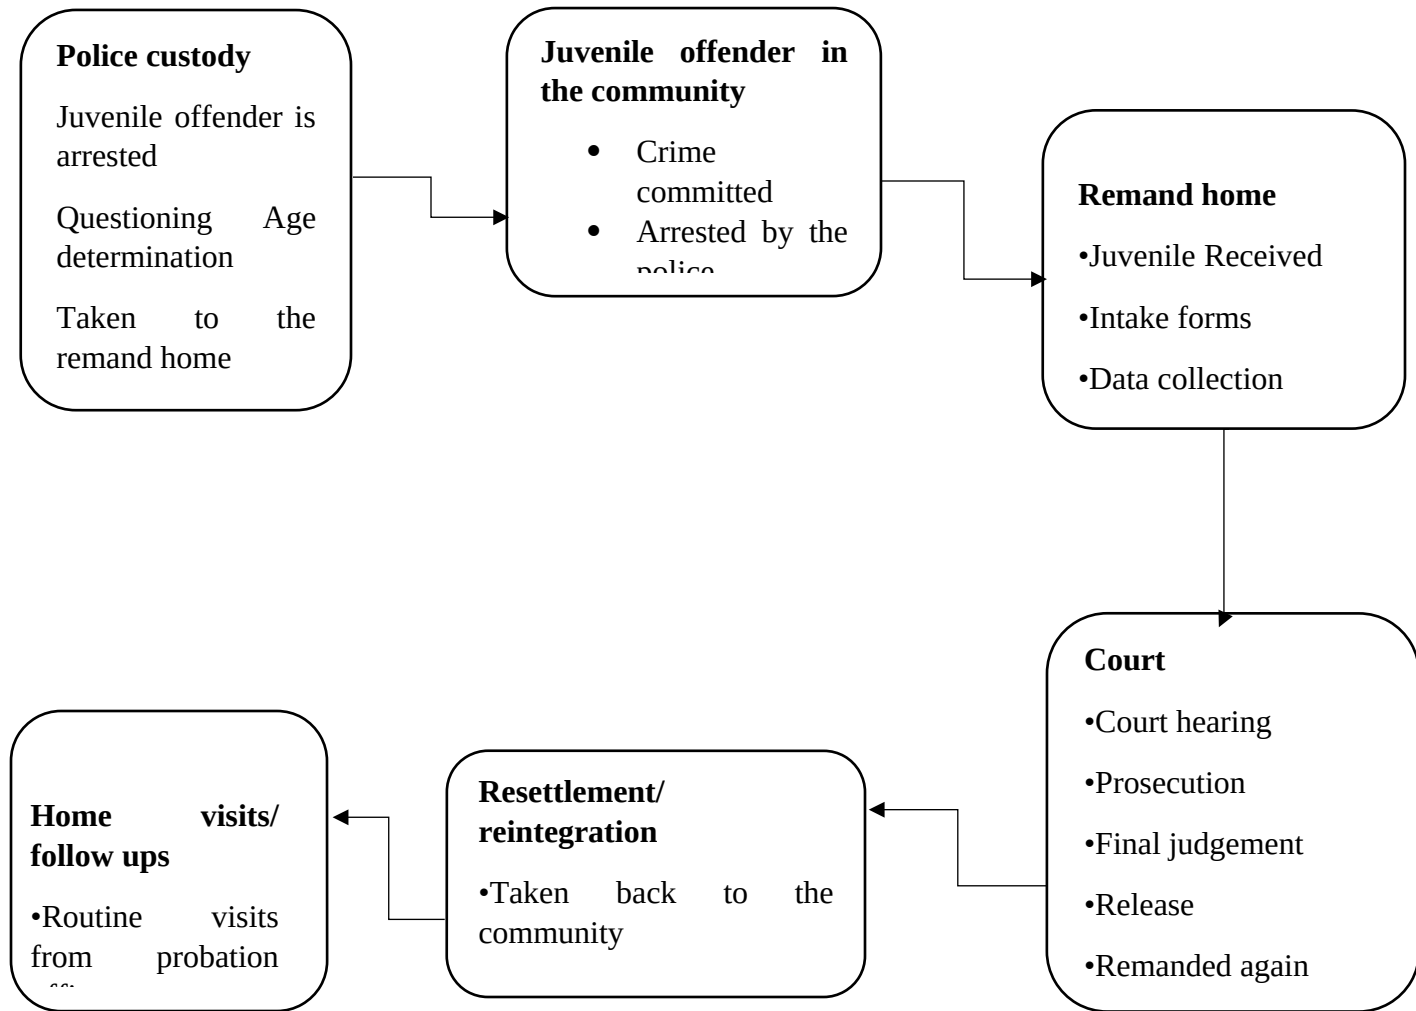 Police custody
Juvenile offender is
arrested
Questioning Age
determination
Taken to the
remand home
Juvenile offender in
the community
• Crime
committed
• Arrested by the
police
Remand home
•Juvenile Received
•Intake forms
•Data collection
Court
•Court hearing
•Prosecution
•Final judgement
•Release
•Remanded again
Resettlement/
reintegration
•Taken back to the
community
Home visits/
follow ups
•Routine visits
from probation